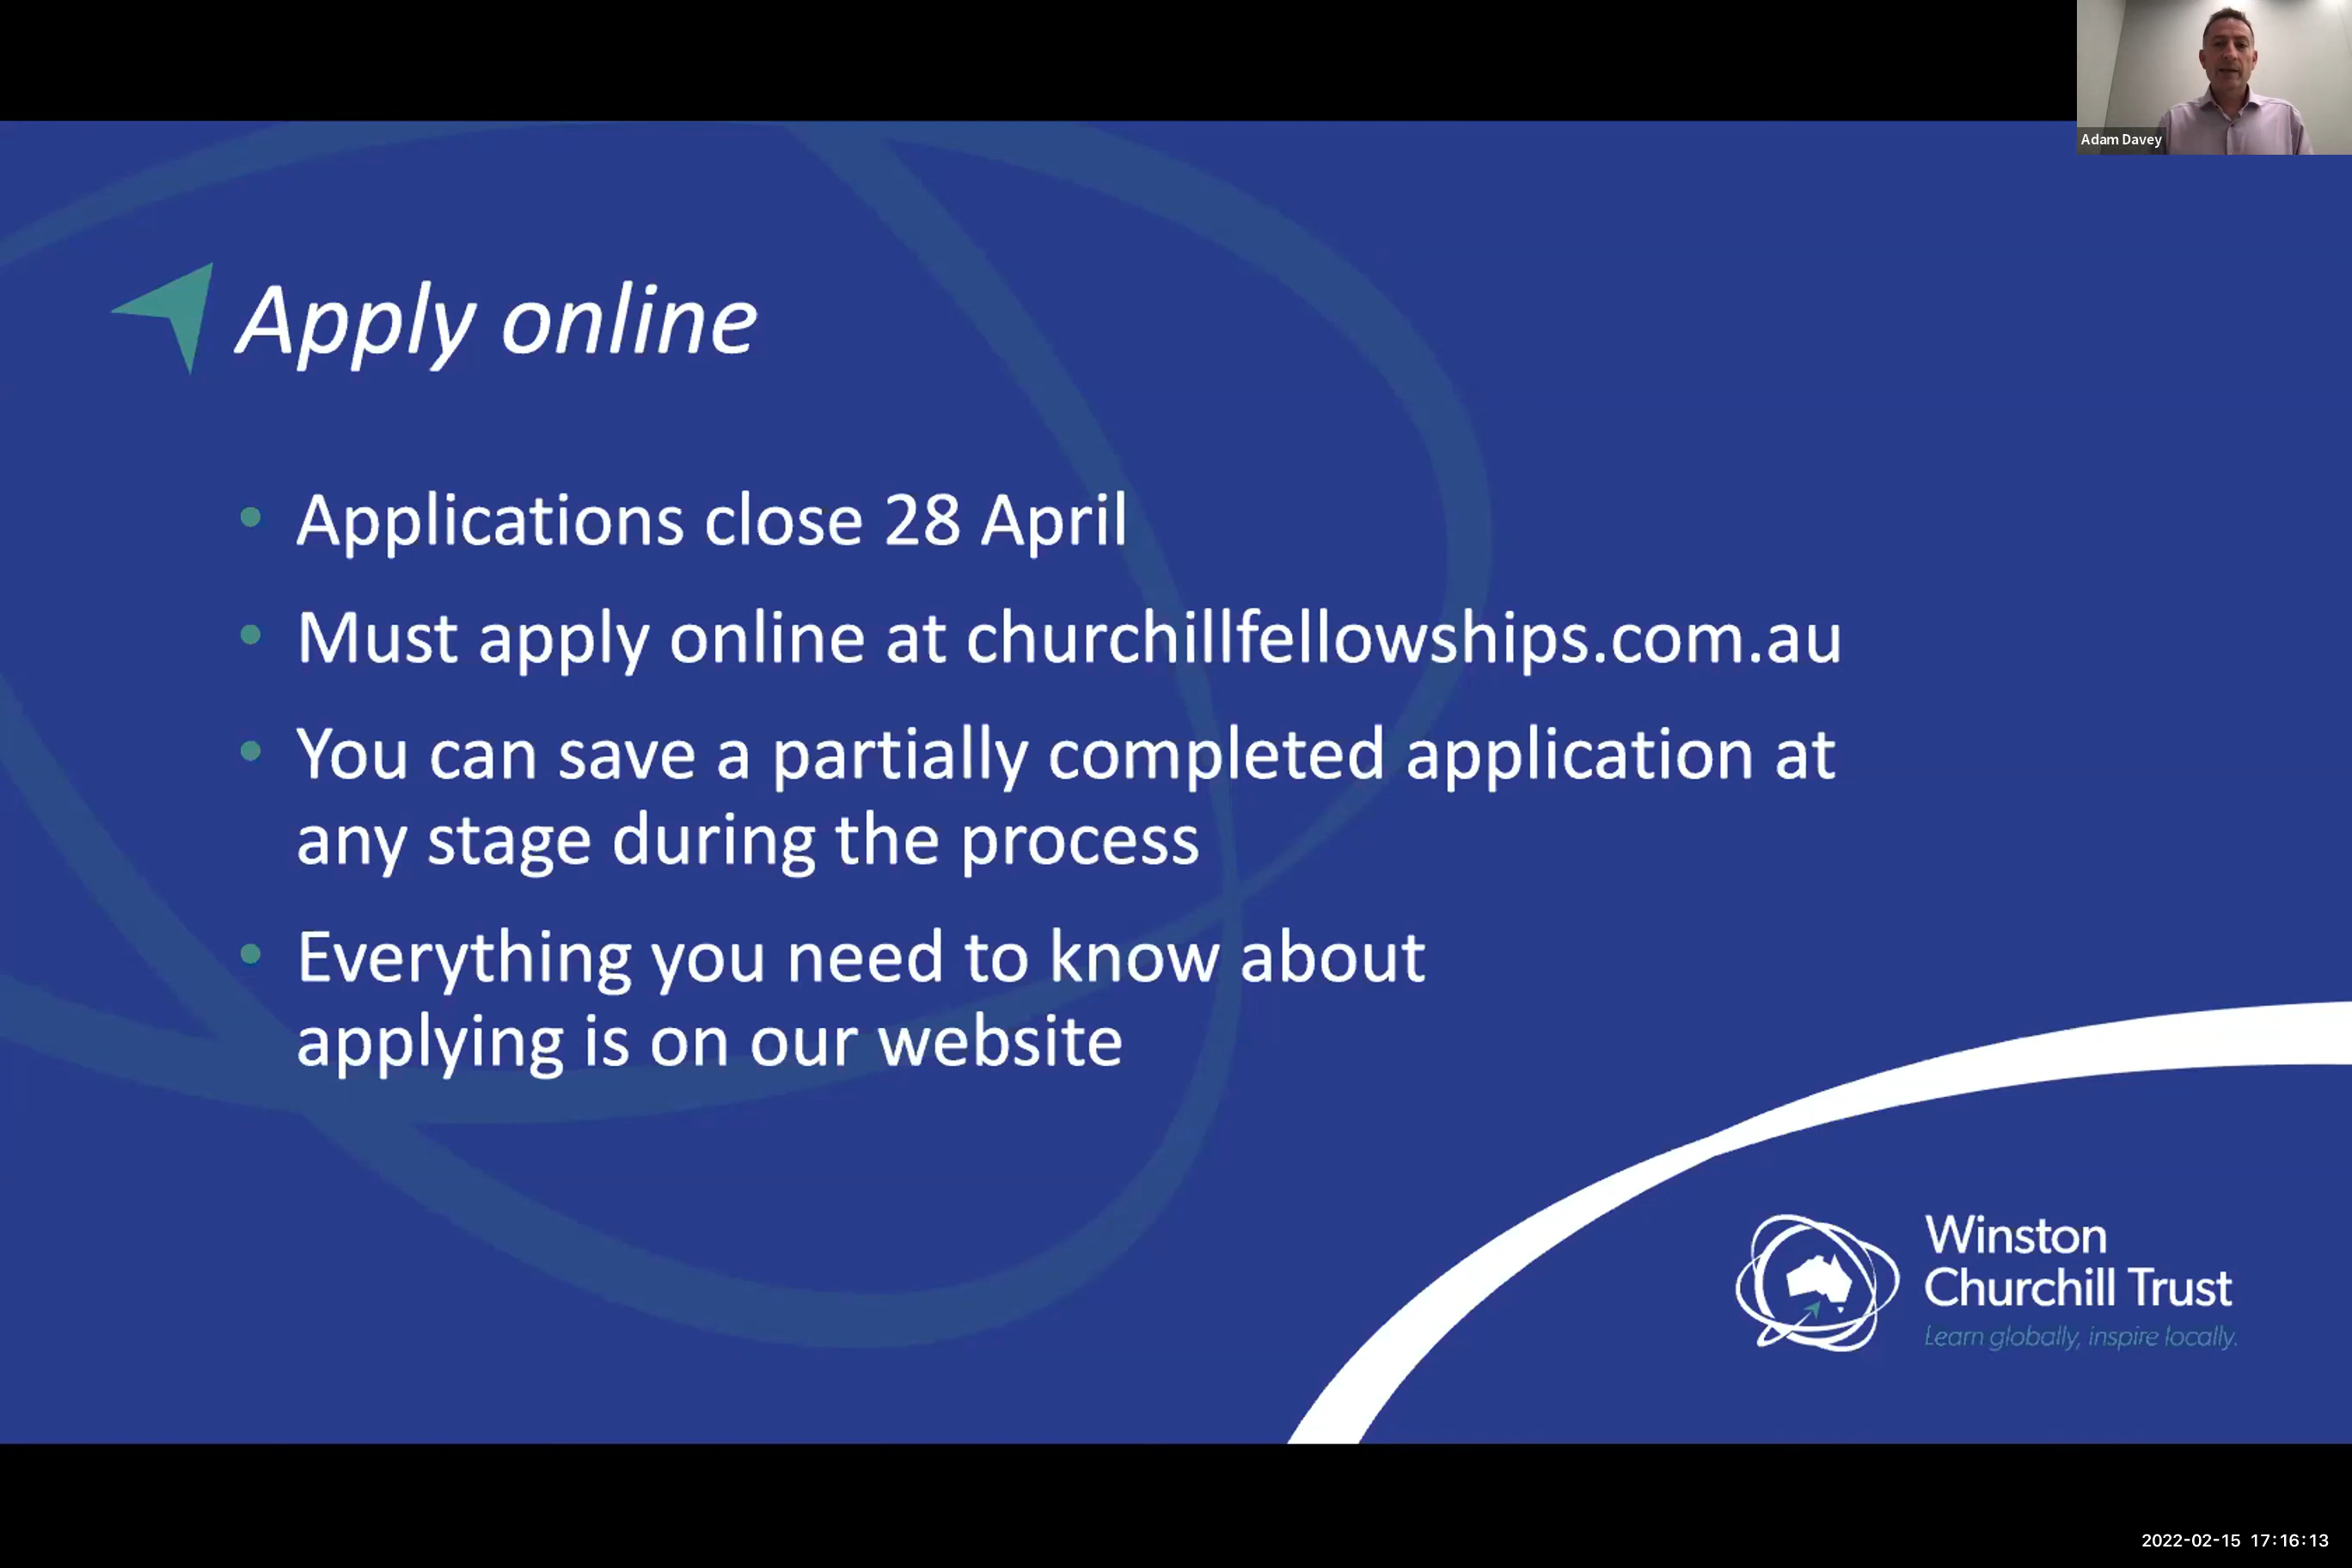 Adam Davey
Apply online
Applications close 28 April
Must apply online at churchillfellowships.com.au
You can save a partially completed application at
any stage during the process
Everything you need to know about
applying is on our website
Winston
Churchill Trust
Learn globally, inspire locally.
2022-02-15 17:16:13